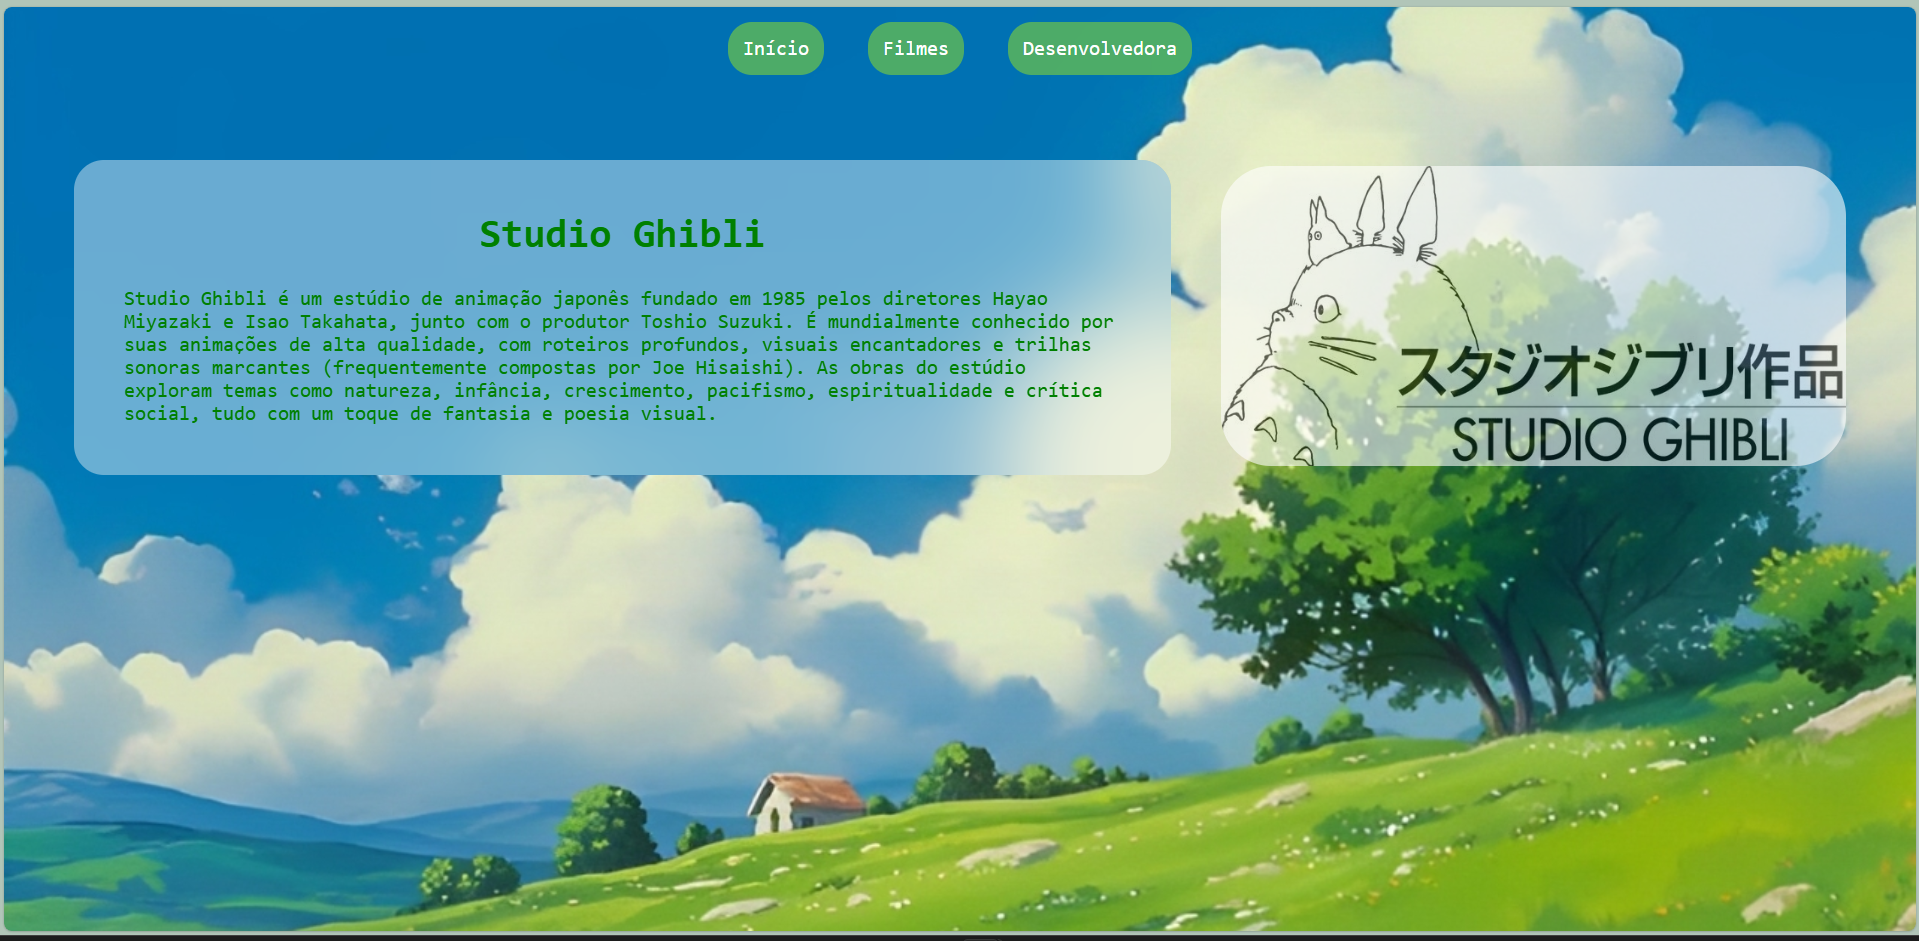 Início
Filmes
Desenvolvedora
Studio Ghibli
Studio Ghibli é um estúdio de animação japonês fundado em 1985 pelos diretores Hayao
Miyazaki e Isao Takahata, junto com o produtor Toshio Suzuki. É mundialmente conhecido por
suas animações de alta qualidade, com roteiros profundos, visuais encantadores e trilhas
sonoras marcantes (frequentemente compostas por Joe Hisaishi). As obras do estúdio
exploram temas como natureza, infância, crescimento, pacifismo, espiritualidade e crítica
social, tudo com um toque de fantasia e poesia visual.
スタジオジブリ作品
STUDIO GHIBLI